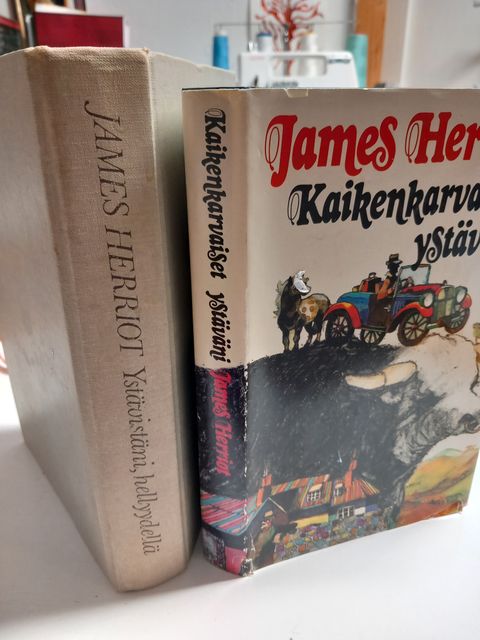 JAMES HERRIOT Ystävistäni, hellyydellä
Kaikenkarvaiset ystäväni James Herriot
James Her
Kaikenkarva
ystäv